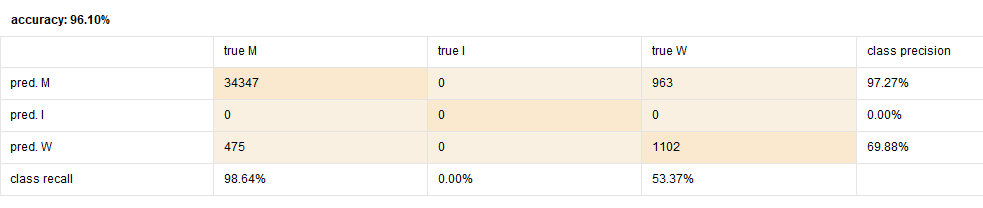 accuracy: 96.10%
true M true I true W class precision
pred. M 34347 0 963 97.27%
pred. I 0 0 0 0.00%
pred. W 475 0 1102 69.88%
class recall 98.64% 0.00% 53.37%